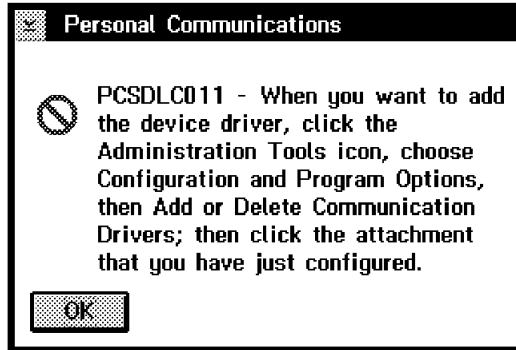 Personal Communications
PCSDLC011 - When you want to add
the device driver, click the
Administration Tools icon, choose
Configuration and Program Options,
then Add or Delete Communication
Drivers; then click the attachment
that you have just configured.
OK